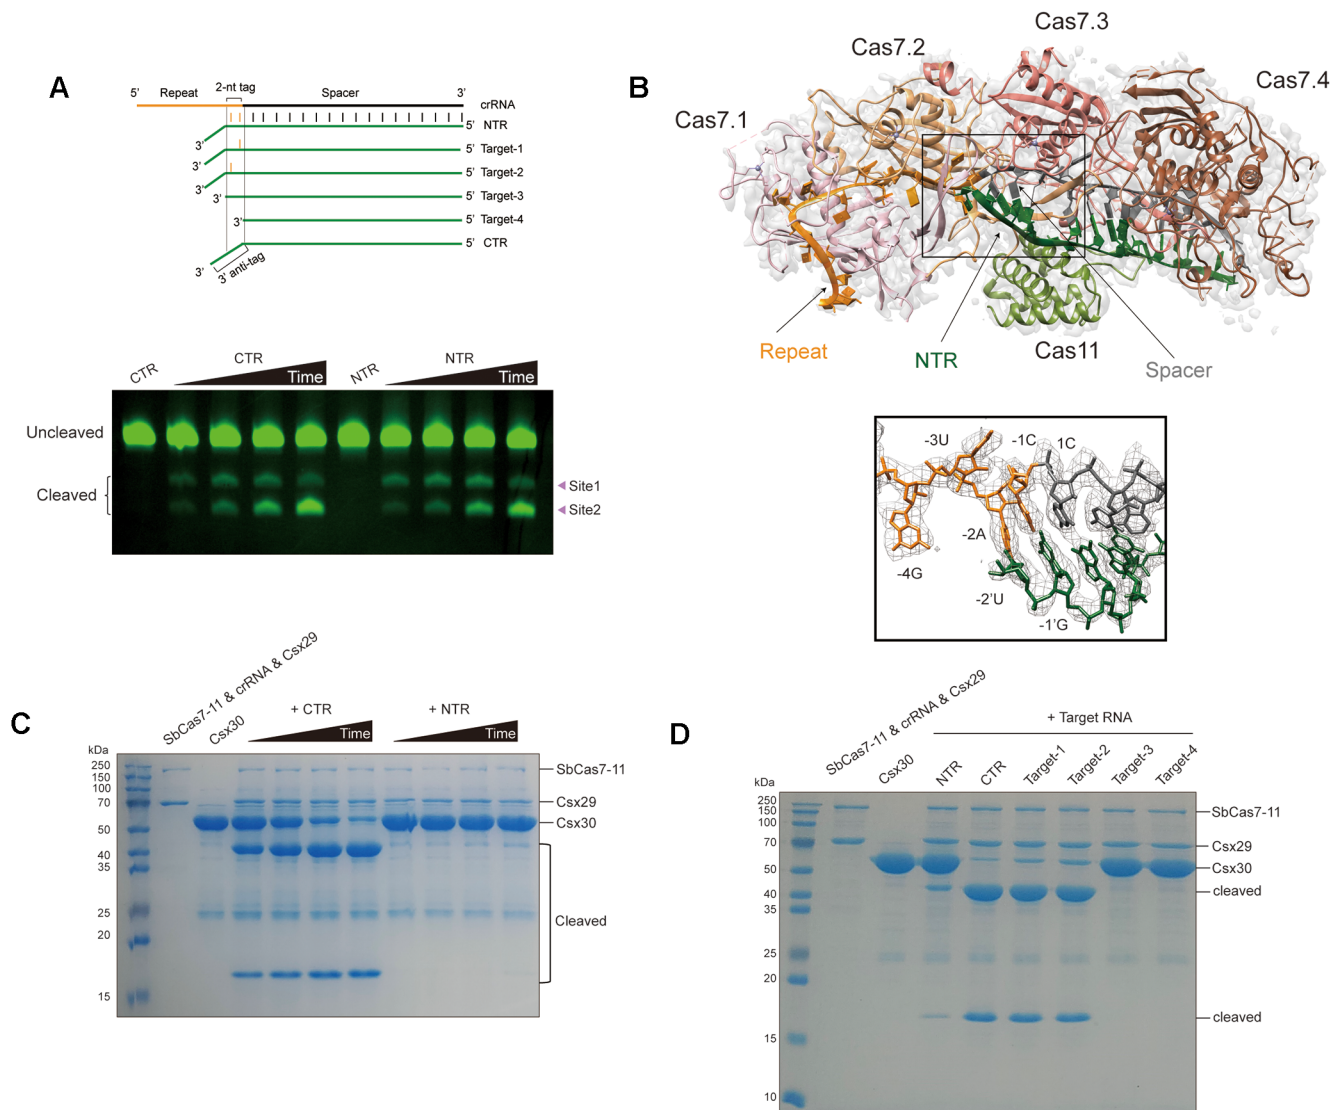 A
5' Repeat 2-nt tag Spacer 3'
crRNA
3' 5' NTR
3' 5' Target-1
3' 5' Target-2
3' 5' Target-3
3' 5' Target-4
3' 3' anti-tag 5' CTR
CTR CTR Time NTR NTR Time
Uncleaved
Cleaved
Site1
Site2
B
Cas7.1
Cas7.2
Cas7.3
Cas7.4
Repeat
NTR
Cas11
Spacer
-3U -1C 1C
-2A
-4G
-2'U
-1'G
C
SbCas7-11 & crRNA & Csx29
Csx30
+ CTR
Time
+ NTR
Time
kDa
250
150
100
70
50
40
35
25
20
15
SbCas7-11
Csx29
Csx30
Cleaved
D
SbCas7-11 & crRNA & Csx29
Csx30
+ Target RNA
NTR
CTR
Target-1
Target-2
Target-3
Target-4
kDa
250
150
100
70
50
40
35
25
20
15
10
SbCas7-11
Csx29
Csx30
cleaved
cleaved